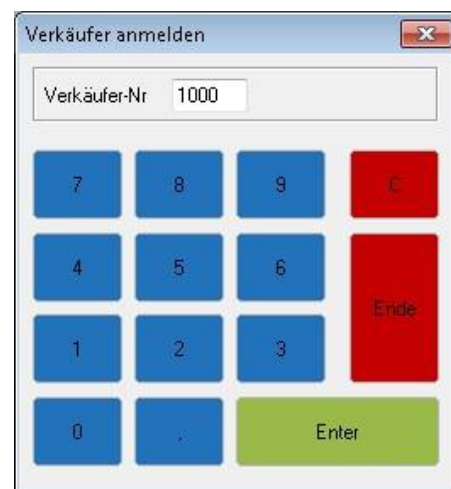 Verkäufer anmelden
Verkäufer-Nr 1000
7 8 9 C
4 5 6
Ende
1 2 3
0 , Enter